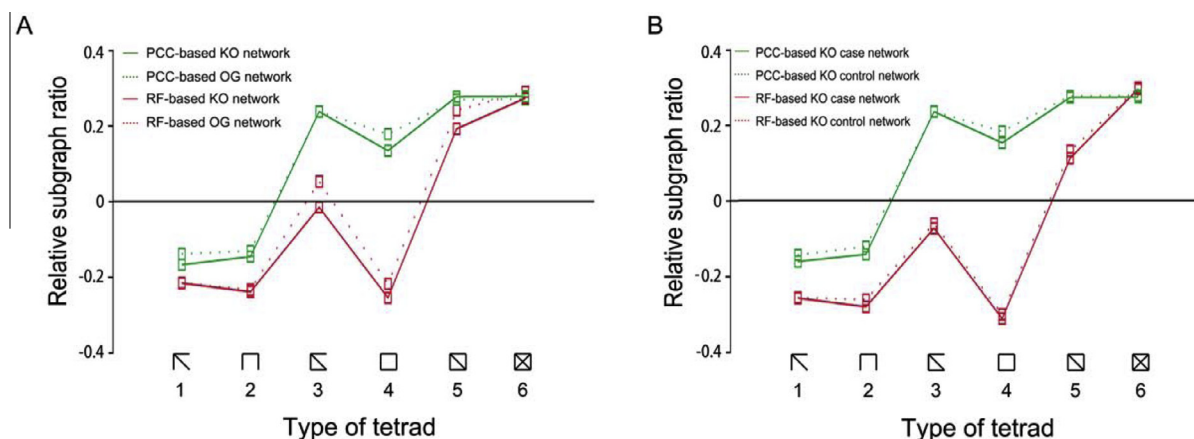 A
0.4
0.2
0
-0.2
-0.4
Relative subgraph ratio
PCC-based KO network
PCC-based OG network
RF-based KO network
RF-based OG network
1 2 3 4 5 6
Type of tetrad
B
0.4
0.2
0
-0.2
-0.4
Relative subgraph ratio
PCC-based KO case network
PCC-based KO control network
RF-based KO case network
RF-based KO control network
1 2 3 4 5 6
Type of tetrad